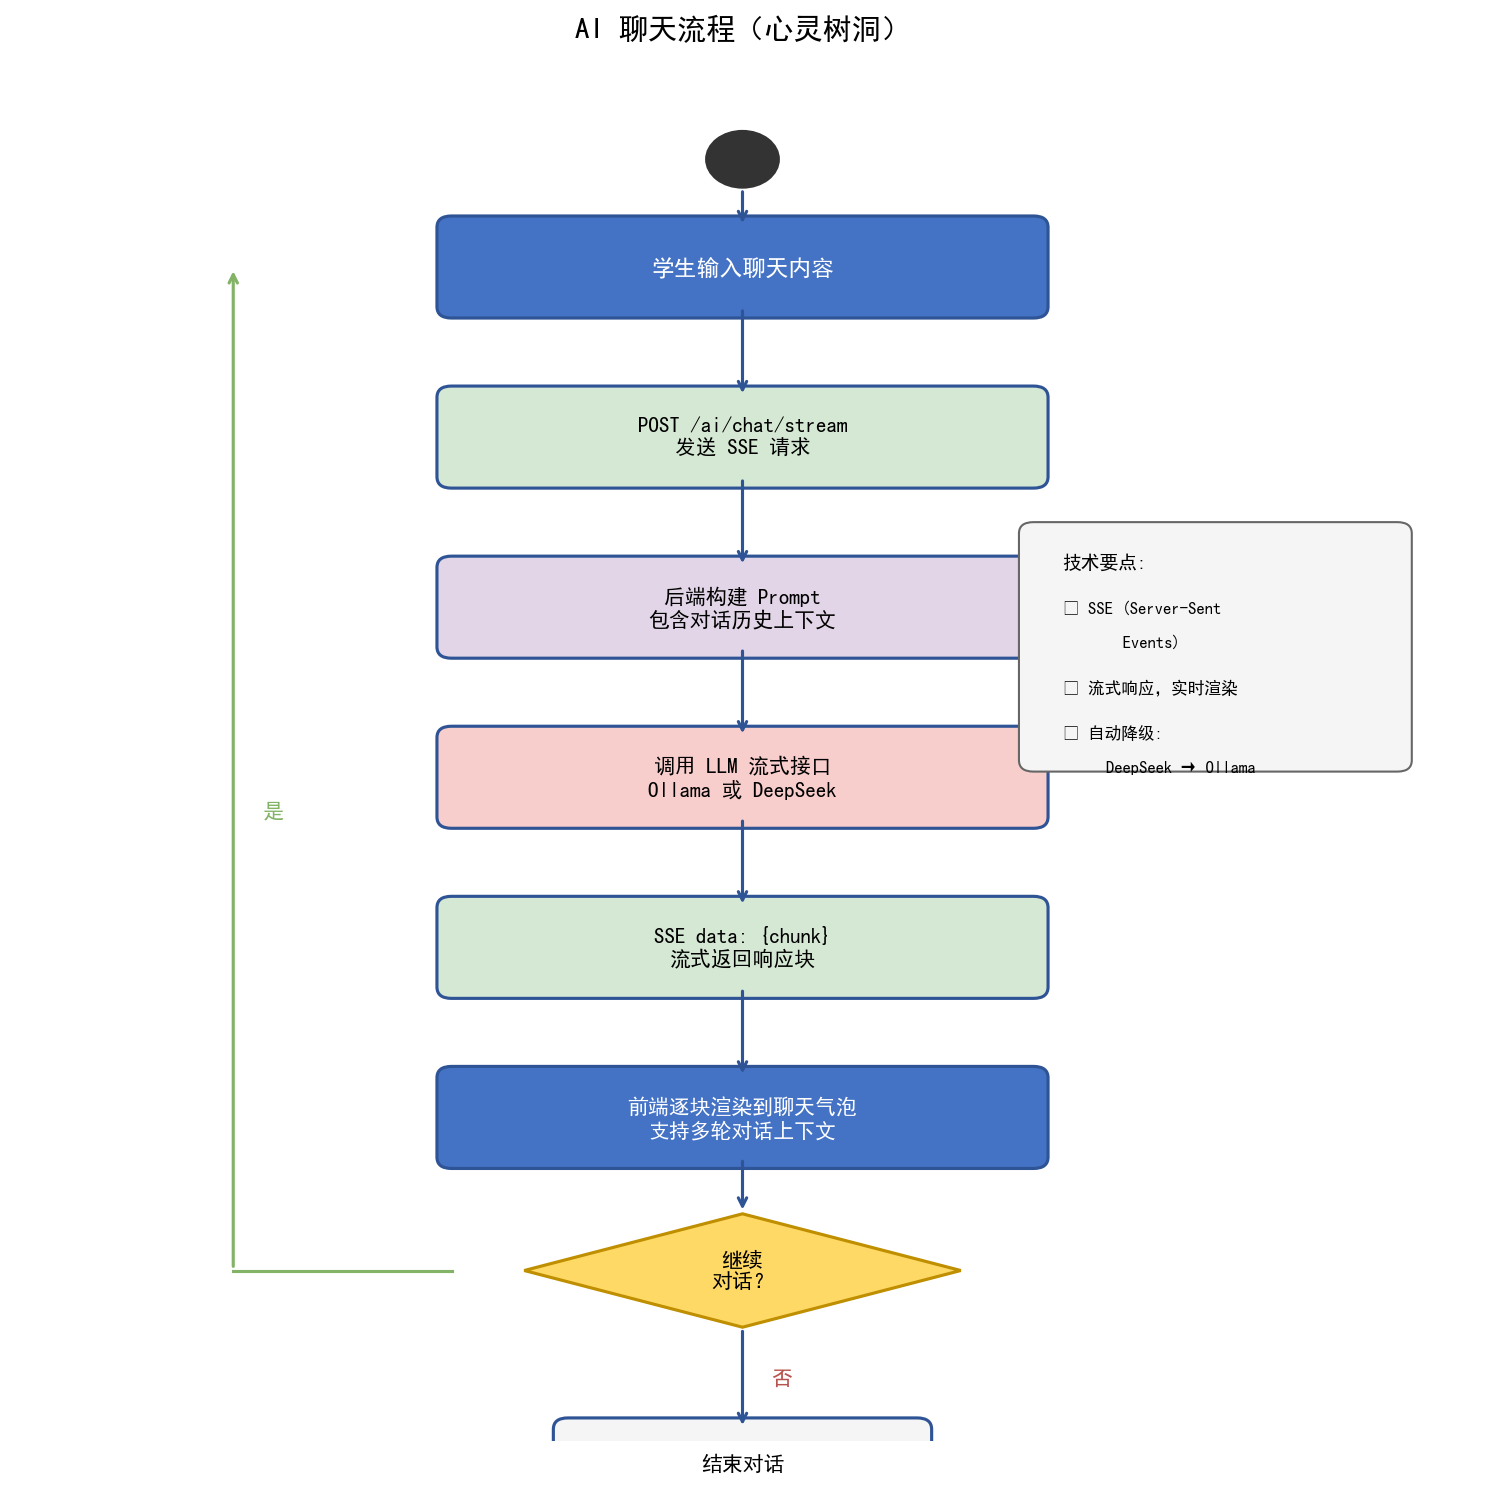 AI 聊天流程（心灵树洞）
学生输入聊天内容
POST /ai/chat/stream
发送 SSE 请求
后端构建 Prompt
包含对话历史上下文
技术要点:
□ SSE (Server-Sent
Events)
□ 流式响应，实时渲染
□ 自动降级:
DeepSeek → Ollama
调用 LLM 流式接口
Ollama 或 DeepSeek
是
SSE data: {chunk}
流式返回响应块
前端逐块渲染到聊天气泡
支持多轮对话上下文
继续
对话?
否
结束对话